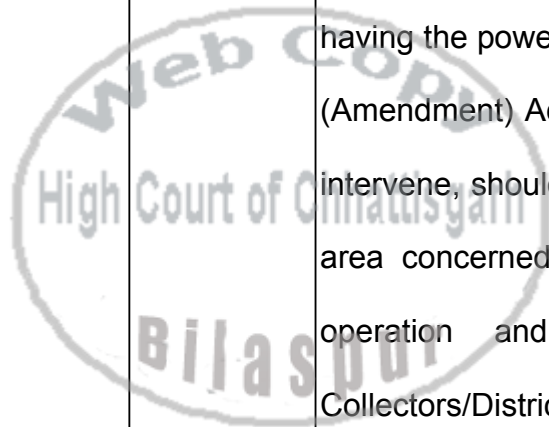 having the powe
(Amendment) Ac
intervene, shoul
area concerned
operation and
Collectors/Distric
Web Copy
High Court of Chhattisgarh
Bilaspur